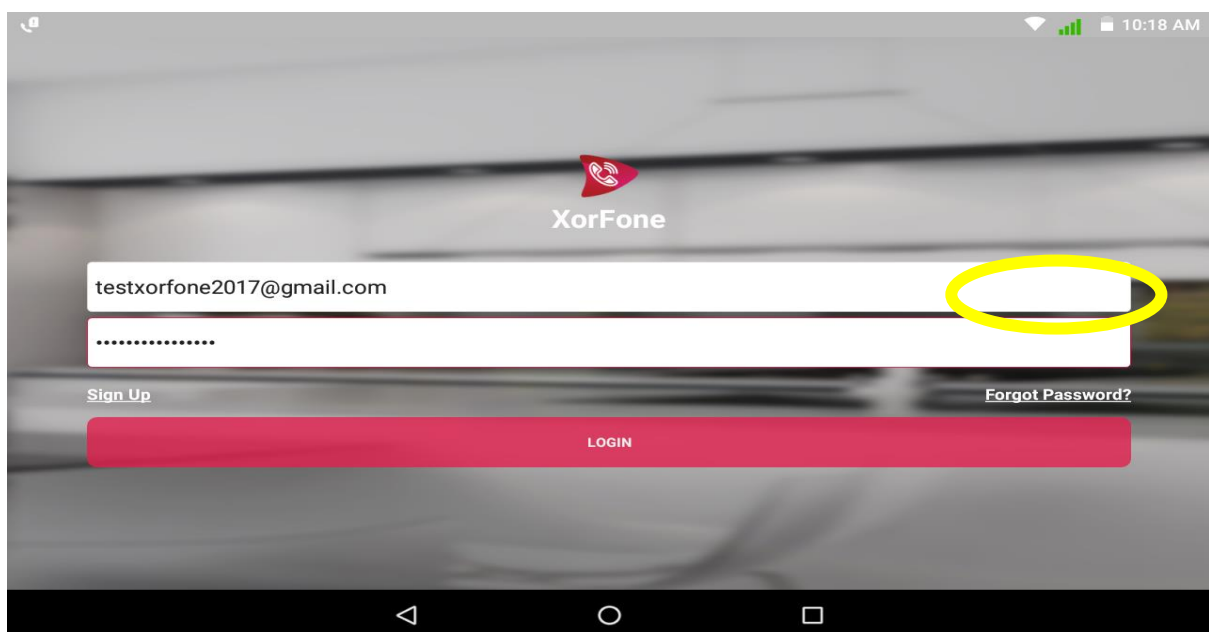 10:18 AM
XorFone
testxorfone2017@gmail.com
••••••••••••••••
Sign Up
Forgot Password?
LOGIN